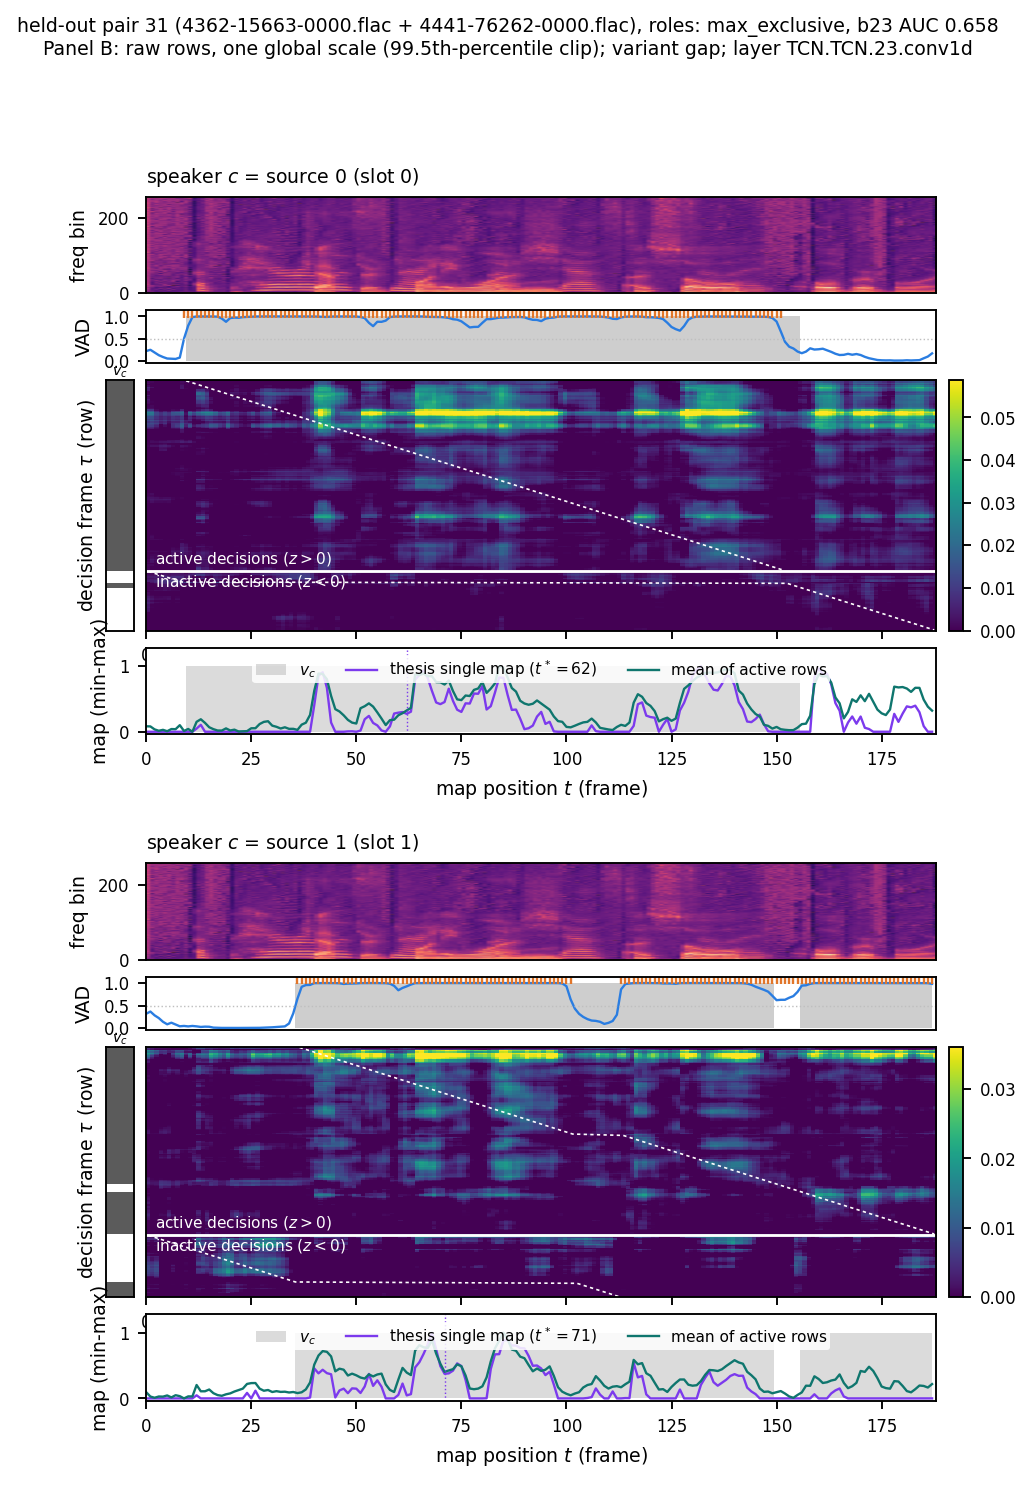 held-out pair 31 (4362-15663-0000.flac + 4441-76262-0000.flac), roles: max_exclusive, b23 AUC 0.658
Panel B: raw rows, one global scale (99.5th-percentile clip); variant gap; layer TCN.TCN.23.conv1d
speaker c = source 0 (slot 0)
freq bin
200
0
VAD
1.0
0.5
0.0
v_c
decision frame τ (row)
active decisions (z > 0)
inactive decisions (z < 0)
0.05
0.04
0.03
0.02
0.01
0.00
map (min-max)
1
0
v_c
thesis single map (t* = 62)
mean of active rows
0 25 50 75 100 125 150 175
map position t (frame)
speaker c = source 1 (slot 1)
freq bin
200
0
VAD
1.0
0.5
0.0
v_c
decision frame τ (row)
active decisions (z > 0)
inactive decisions (z < 0)
0.03
0.02
0.01
0.00
map (min-max)
1
0
v_c
thesis single map (t* = 71)
mean of active rows
0 25 50 75 100 125 150 175
map position t (frame)